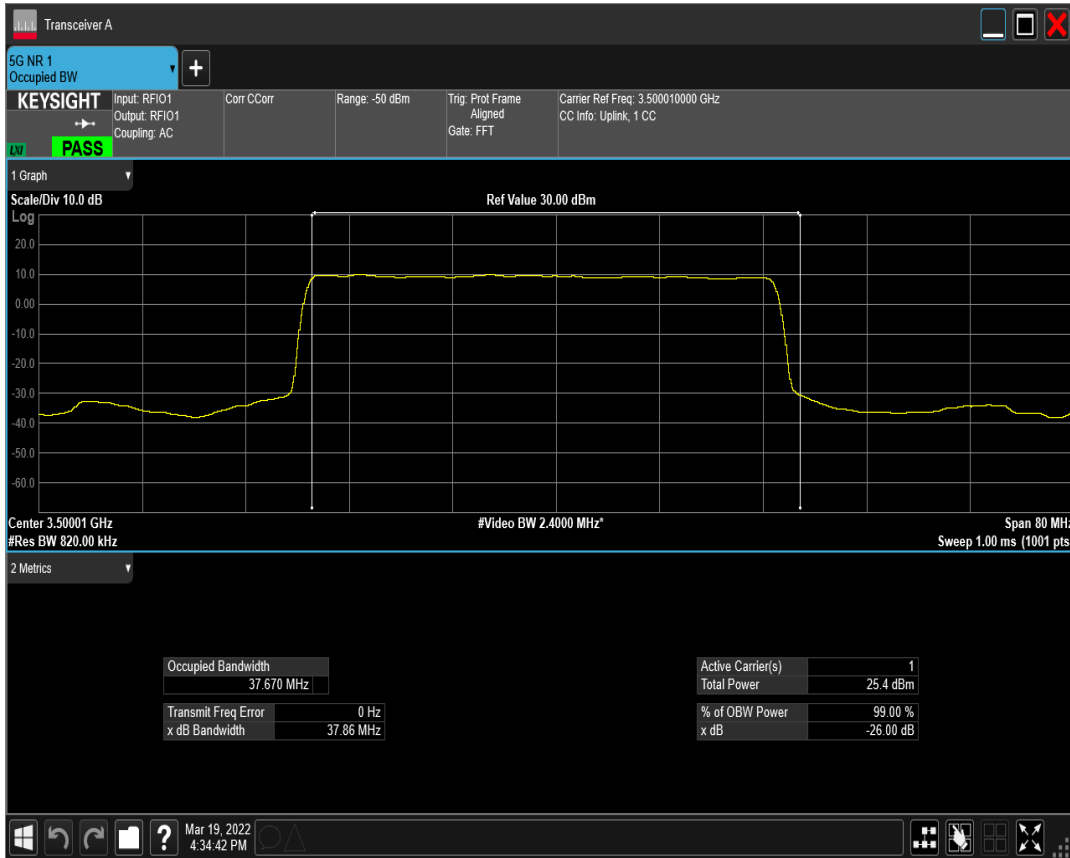 Transceiver A
5G NR 1
Occupied BW
+
KEYSIGHT
Input: RFIO1
Output: RFIO1
Coupling: AC
Corr CCorr
Range: -50 dBm
Trig: Prot Frame
Aligned
Gate: FFT
Carrier Ref Freq: 3.500010000 GHz
CC Info: Uplink, 1 CC
LXI
PASS
1 Graph
Scale/Div 10.0 dB
Ref Value 30.00 dBm
Log
20.0
10.0
0.00
-10.0
-20.0
-30.0
-40.0
-50.0
-60.0
Center 3.50001 GHz
#Video BW 2.4000 MHz*
Span 80 MHz
#Res BW 820.00 kHz
Sweep 1.00 ms (1001 pts
2 Metrics
Occupied Bandwidth
37.670 MHz
Transmit Freq Error 0 Hz
x dB Bandwidth 37.86 MHz
Active Carrier(s) 1
Total Power 25.4 dBm
% of OBW Power 99.00 %
x dB -26.00 dB
?
Mar 19, 2022
4:34:42 PM